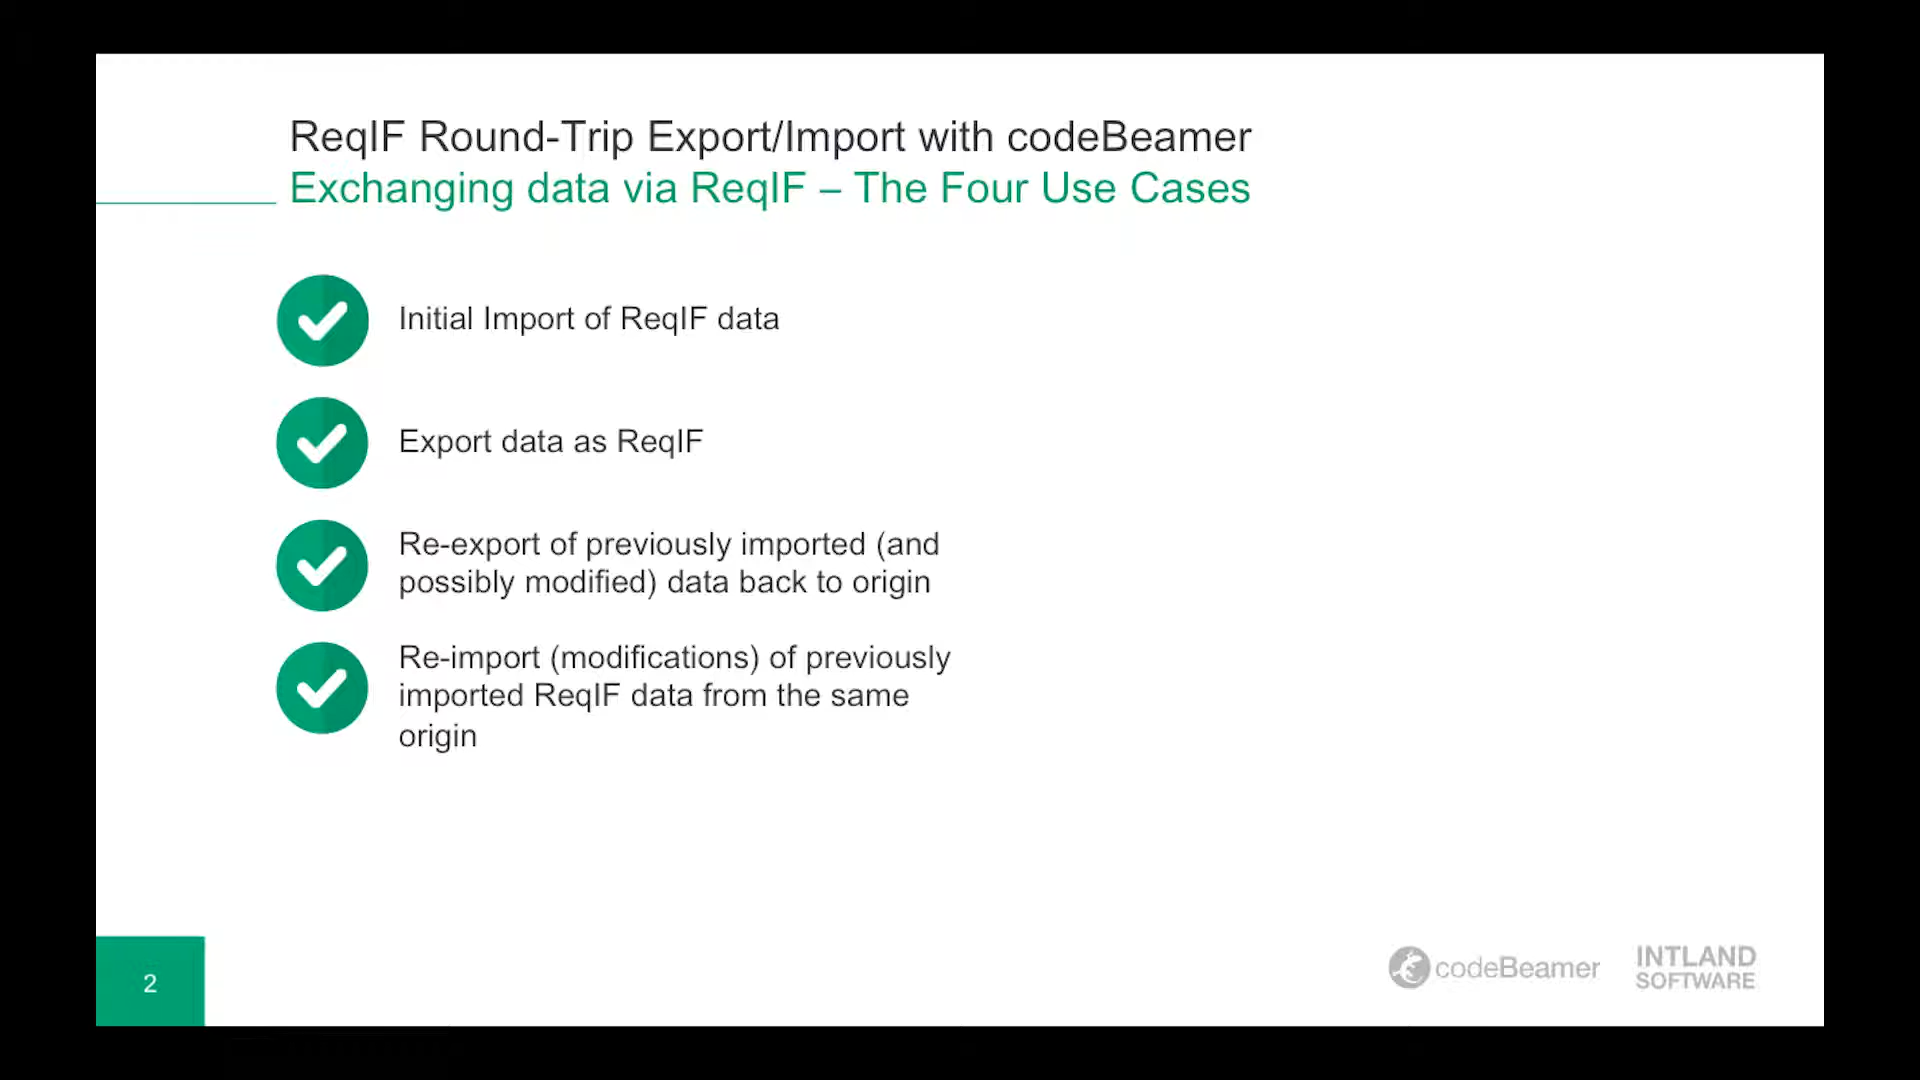 ReqIF Round-Trip Export/Import with codeBeamer
Exchanging data via ReqIF – The Four Use Cases
Initial Import of ReqIF data
Export data as ReqIF
Re-export of previously imported (and
possibly modified) data back to origin
Re-import (modifications) of previously
imported ReqIF data from the same
origin
2
codeBeamer
INTLAND
SOFTWARE